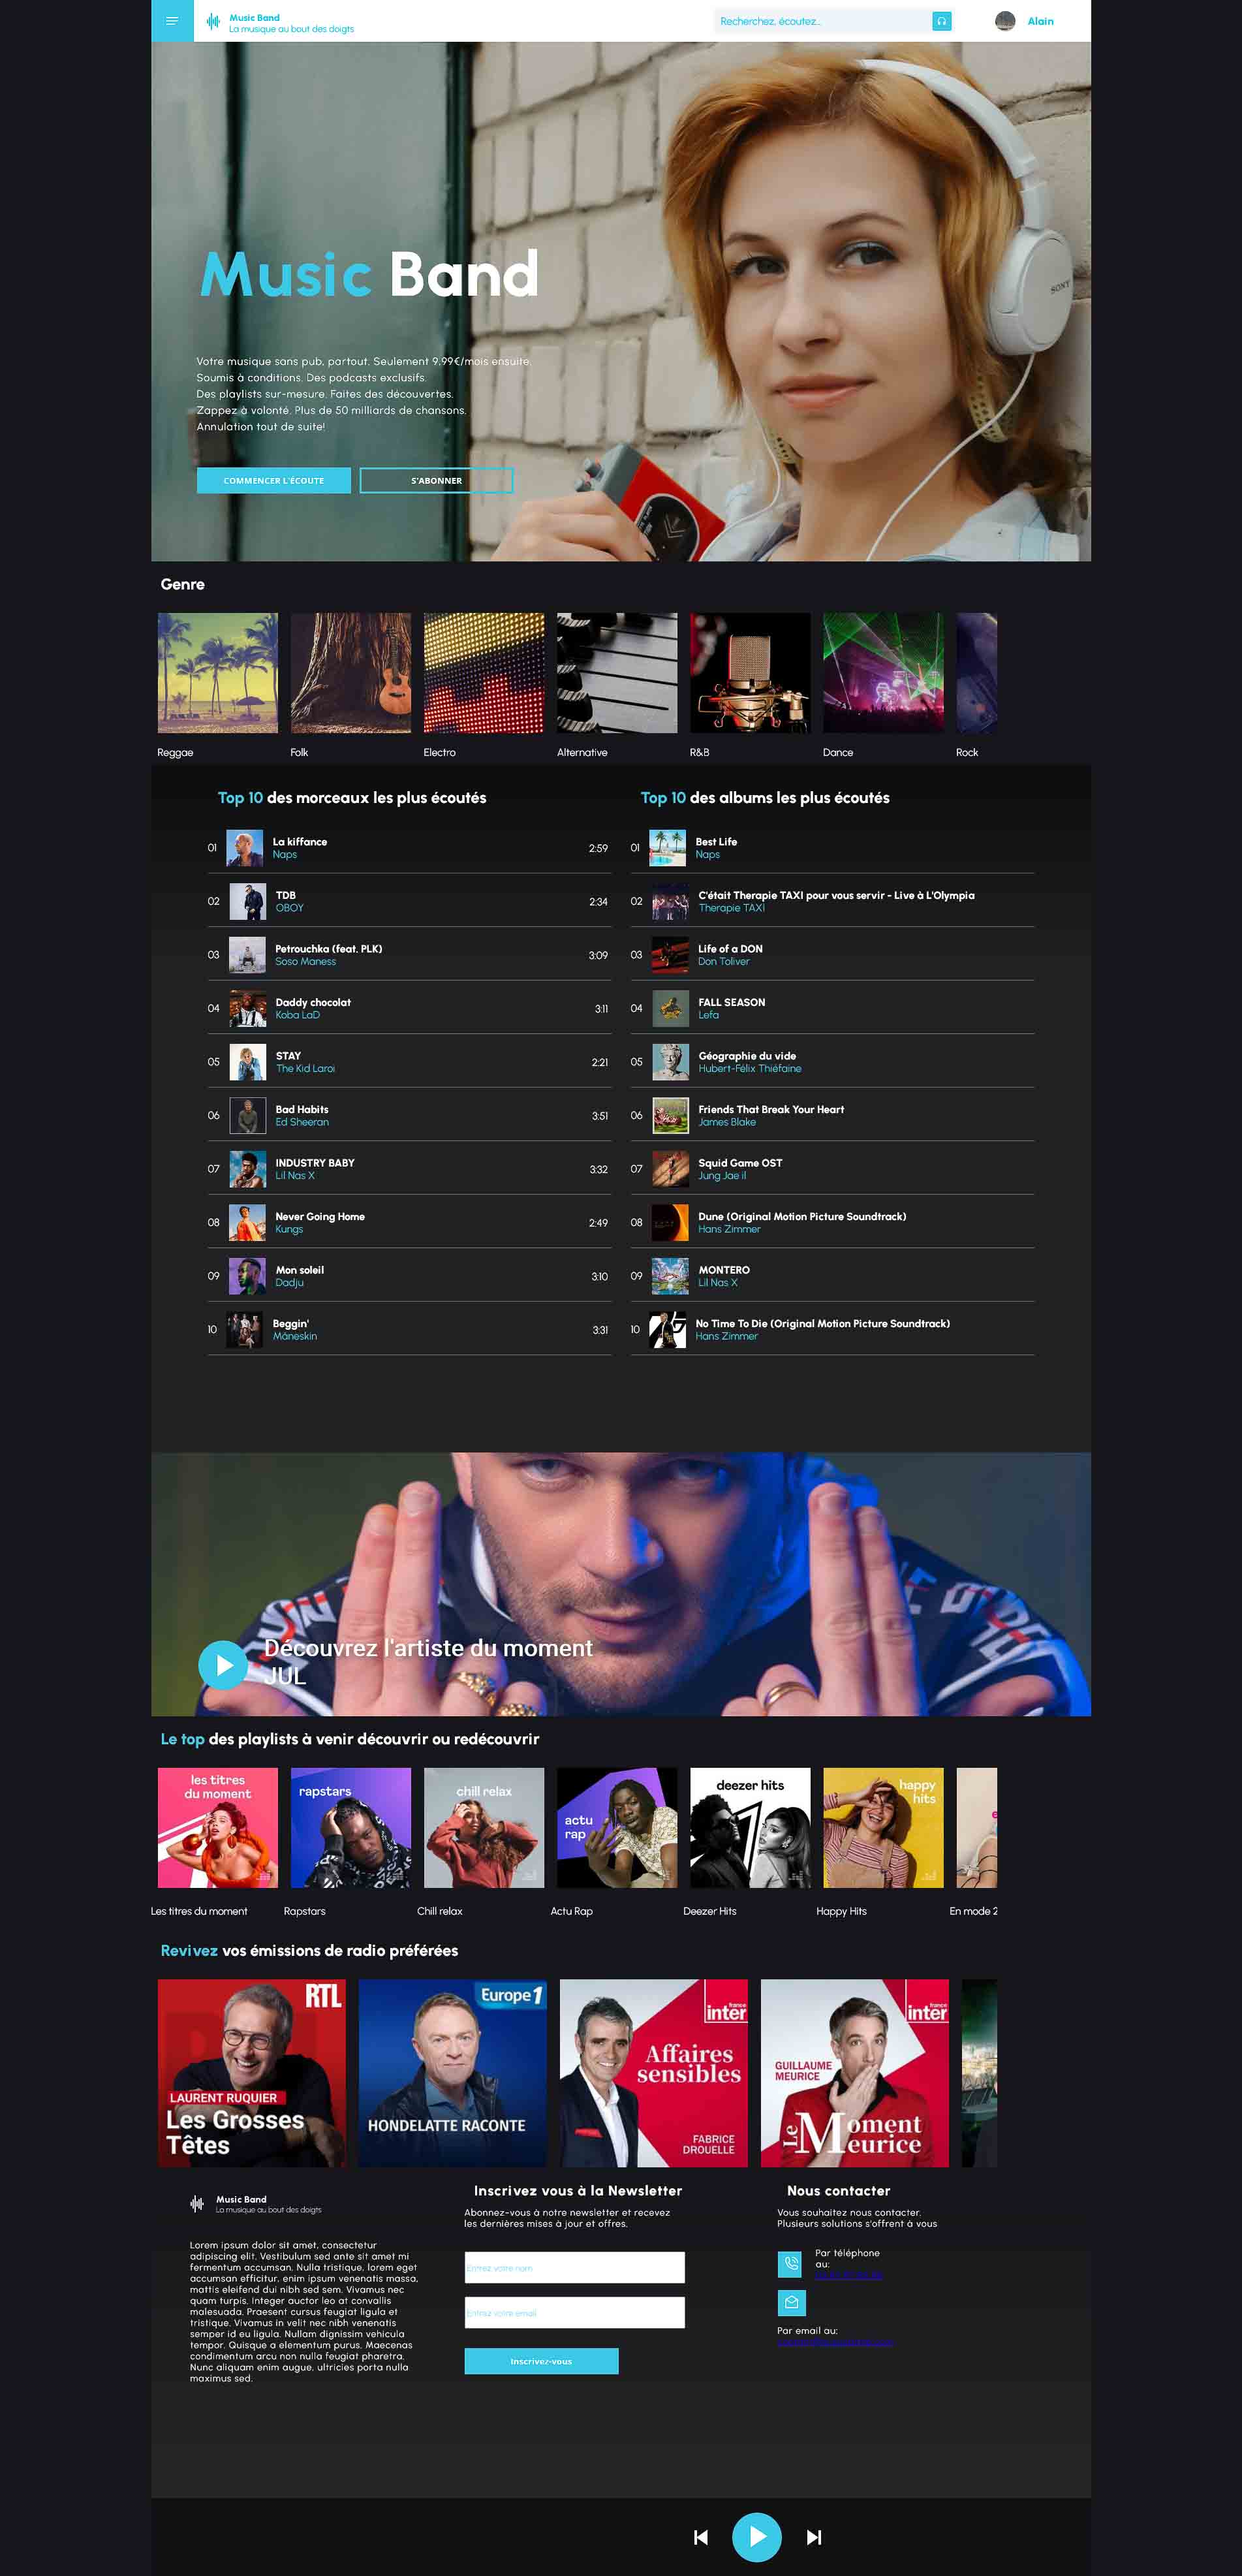 Music Band
La musique au bout des doigts
Recherchez, écoutez...
Alain
SONY
Music Band
Votre musique sans pub, partout. Seulement 9,99€/mois ensuite.
Soumis à conditions. Des podcasts exclusifs.
Des playlists sur-mesure. Faites des découvertes.
Zappez à volonté. Plus de 50 milliards de chansons.
Annulation tout de suite!
COMMENCER L'ÉCOUTE
S'ABONNER
Genre
Reggae
Folk
Electro
Alternative
R&B
Dance
Rock
Top 10 des morceaux les plus écoutés
01
La kiffance
Naps
2:59
02
TDB
OBOY
2:34
03
Petrouchka (feat. PLK)
Soso Maness
3:09
04
Daddy chocolat
Koba LaD
3:11
05
STAY
The Kid Laroi
2:21
06
Bad Habits
Ed Sheeran
3:51
07
INDUSTRY BABY
Lil Nas X
3:32
08
Never Going Home
Kungs
2:49
09
Mon soleil
Dadju
3:10
10
Beggin'
Måneskin
3:31
Top 10 des albums les plus écoutés
01
Best Life
Naps
02
C'était Therapie TAXI pour vous servir - Live à L'Olympia
Therapie TAXI
03
Life of a DON
Don Toliver
04
FALL SEASON
Lefa
05
Géographie du vide
Hubert-Félix Thiéfaine
06
Friends That Break Your Heart
James Blake
07
Squid Game OST
Jung Jae il
08
Dune (Original Motion Picture Soundtrack)
Hans Zimmer
09
MONTERO
Lil Nas X
10
No Time To Die (Original Motion Picture Soundtrack)
Hans Zimmer
Découvrez l'artiste du moment
JUL
Le top des playlists à venir découvrir ou redécouvrir
les titres
du moment
rapstars
chill relax
actu
rap
deezer hits
happy
hits
Les titres du moment
Rapstars
Chill relax
Actu Rap
Deezer Hits
Happy Hits
En mode 2
Revivez vos émissions de radio préférées
RTL
LAURENT RUQUIER
Les Grosses
Têtes
Europe 1
HONDELATTE RACONTE
france
inter
Affaires
sensibles
FABRICE
DROUELLE
france
inter
GUILLAUME
MEURICE
Le Moment
Meurice
Music Band
La musique au bout des doigts
Lorem ipsum dolor sit amet, consectetur
adipiscing elit. Vestibulum sed ante sit amet mi
fermentum accumsan. Nulla tristique, lorem eget
accumsan efficitur, enim ipsum venenatis massa,
mattis eleifend dui nibh sed sem. Vivamus nec
quam turpis. Integer auctor leo at convallis
malesuada. Praesent cursus feugiat ligula et
tristique. Vivamus in velit nec nibh venenatis
semper id eu ligula. Nullam dignissim vehicula
tempor. Quisque a elementum purus. Maecenas
condimentum arcu non nulla feugiat pharetra.
Nunc aliquam enim augue, ultricies porta nulla
maximus sed.
Inscrivez vous à la Newsletter
Abonnez-vous à notre newsletter et recevez
les dernières mises à jour et offres.
Entrez votre nom
Entrez votre email
Inscrivez-vous
Nous contacter
Vous souhaitez nous contacter.
Plusieurs solutions s'offrent à vous
Par téléphone
au:
Par email au: